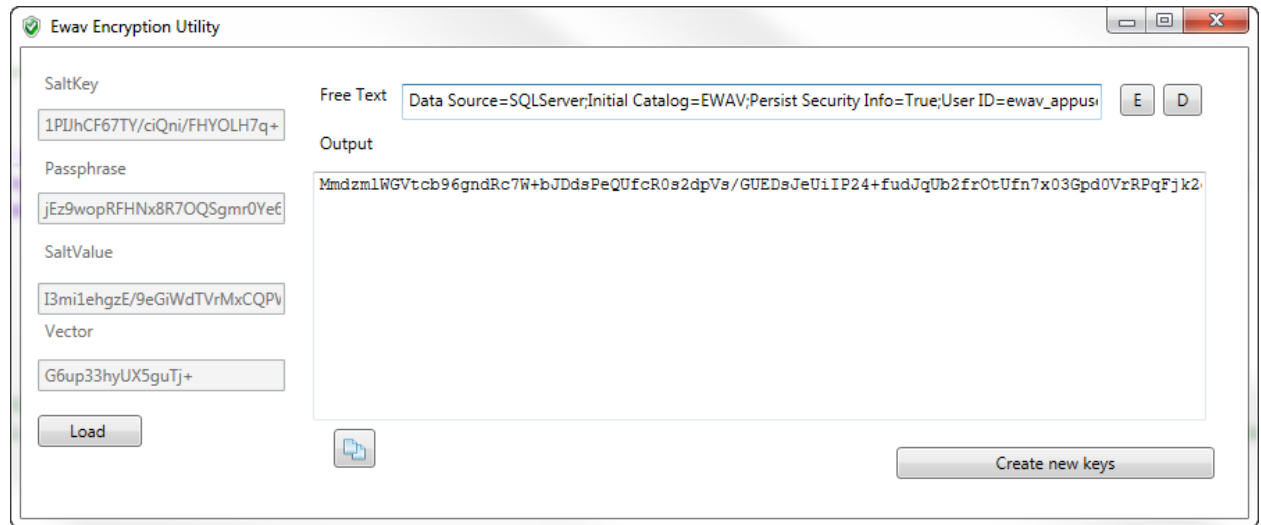 Ewav Encryption Utility
SaltKey
1PIJhCF67TY/ciQni/FHYOLH7q+
Passphrase
jEz9wopRFHNx8R7OQSgmr0Ye6
SaltValue
I3mi1ehgzE/9eGiWdTVrMxCQPV
Vector
G6up33hyUX5guTj+
Load
Free Text
Data Source=SQLServer;Initial Catalog=EWAV;Persist Security Info=True;User ID=ewav_appus
E
D
Output
MmdzmlWGVtcb96gndRc7W+bJDdsPeQUfcR0s2dpVs/GUEDsJeUiIP24+fudJqUb2frOtUfn7x03Gpd0VrRPqFjk2
Create new keys